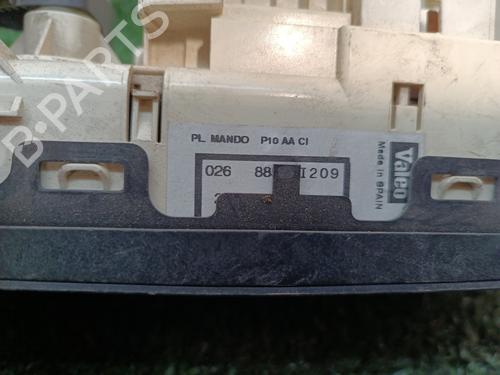 PL. MANDO P10 AA CI
026 88 I209
Valeo
Made in SPAIN
B-PARTS